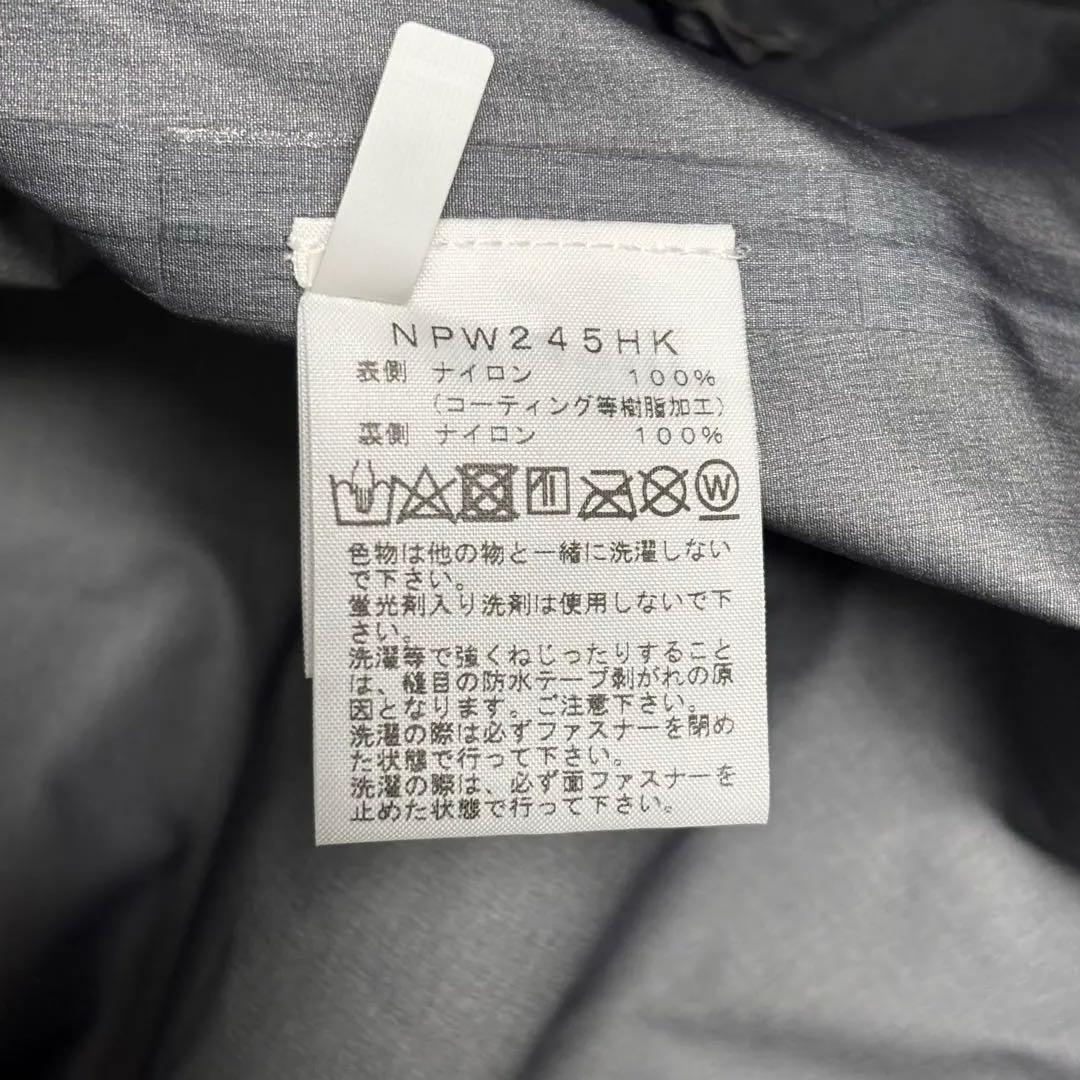 NPW245HK
表側 ナイロン 100%
(コーティング等樹脂加工)
裏側 ナイロン 100%
W
色物は他の物と一緒に洗濯しない
で下さい。
蛍光剤入り洗剤は使用しないで下
さい。
洗濯等で強くねじったりすること
は、縫目の防水テープ剥がれの原
因となります。ご注意下さい。
洗濯の際は必ずファスナーを閉め
た状態で行って下さい。
洗濯の際は、必ず面ファスナーを
止めた状態で行って下さい。